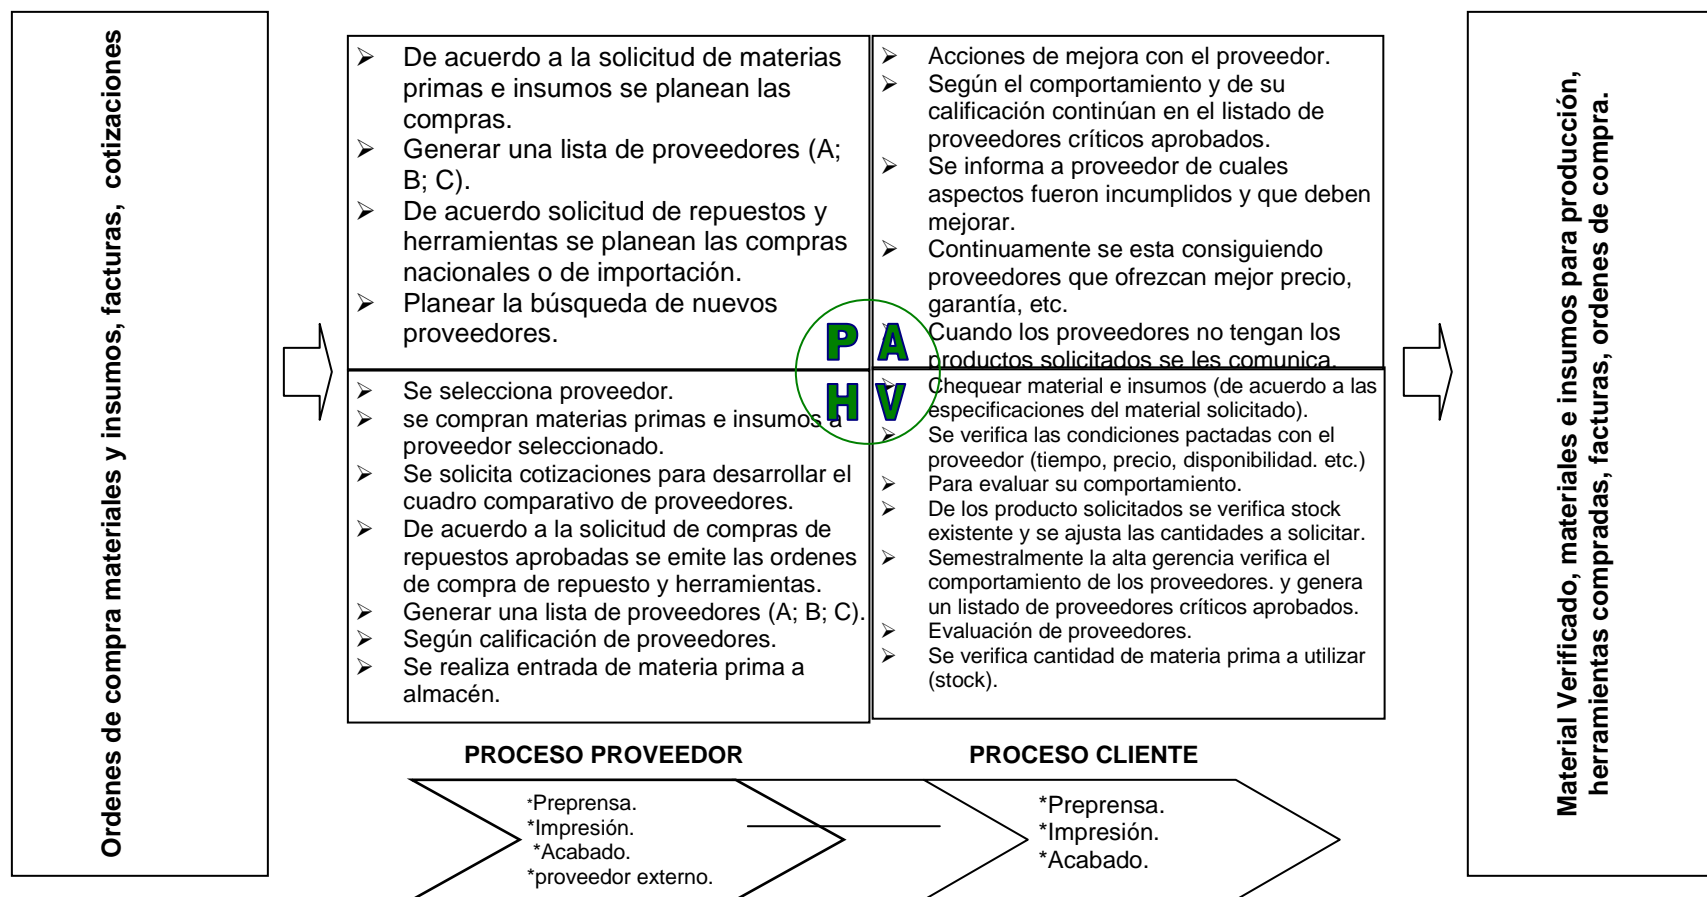 Ordenes de compra materiales y insumos, facturas, cotizaciones
➢ De acuerdo a la solicitud de materias
primas e insumos se planean las
compras.
➢ Generar una lista de proveedores (A;
B; C).
➢ De acuerdo solicitud de repuestos y
herramientas se planean las compras
nacionales o de importación.
➢ Planear la búsqueda de nuevos
proveedores.
➢ Acciones de mejora con el proveedor.
➢ Según el comportamiento y de su
calificación continúan en el listado de
proveedores críticos aprobados.
➢ Se informa a proveedor de cuales
aspectos fueron incumplidos y que deben
mejorar.
➢ Continuamente se esta consiguiendo
proveedores que ofrezcan mejor precio,
garantía, etc.
➢ Cuando los proveedores no tengan los
productos solicitados se les comunica.
P A
H V
➢ Se selecciona proveedor.
➢ se compran materias primas e insumos a
proveedor seleccionado.
➢ Se solicita cotizaciones para desarrollar el
cuadro comparativo de proveedores.
➢ De acuerdo a la solicitud de compras de
repuestos aprobadas se emite las ordenes
de compra de repuesto y herramientas.
➢ Generar una lista de proveedores (A; B; C).
➢ Según calificación de proveedores.
➢ Se realiza entrada de materia prima a
almacén.
➢ Chequear material e insumos (de acuerdo a las
especificaciones del material solicitado).
➢ Se verifica las condiciones pactadas con el
proveedor (tiempo, precio, disponibilidad. etc.)
➢ Para evaluar su comportamiento.
➢ De los producto solicitados se verifica stock
existente y se ajusta las cantidades a solicitar.
➢ Semestralmente la alta gerencia verifica el
comportamiento de los proveedores. y genera
un listado de proveedores críticos aprobados.
➢ Evaluación de proveedores.
➢ Se verifica cantidad de materia prima a utilizar
(stock).
Material Verificado, materiales e insumos para producción,
herramientas compradas, facturas, ordenes de compra.
PROCESO PROVEEDOR
*Preprensa.
*Impresión.
*Acabado.
*proveedor externo.
PROCESO CLIENTE
*Preprensa.
*Impresión.
*Acabado.